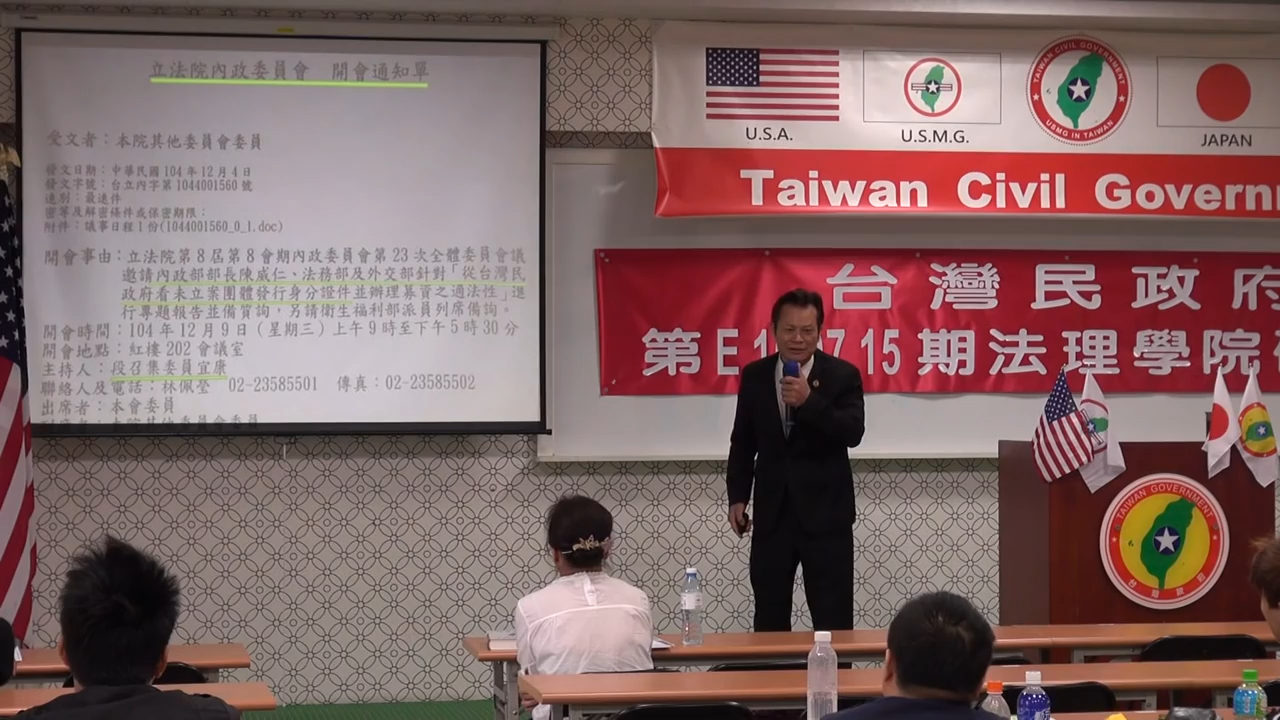 立法院內政委員會 開會通知單
受文者：本院其他委員會委員
發文日期：中華民國104年12月4日
發文字號：台立內字第1044001560號
速別：最速件
密等及解密條件或保密期限：
附件：議事日程1份(1044001560_0_1.doc)
開會事由：立法院第8屆第8會期內政委員會第23次全體委員會議
邀請內政部部長陳威仁、法務部及外交部針對「從台灣民
政府看未立案團體發行身分證件並辦理募資之適法性」進
行專題報告並備質詢，另請衛生福利部派員列席備詢。
開會時間：104年12月9日（星期三）上午9時至下午5時30分
開會地點：紅樓202會議室
主持人：段召集委員宜康
聯絡人及電話：林佩瑩 02-23585501 傳真：02-23585502
出席者：本會委員
U.S.A.
U.S.M.G.
TAIWAN CIVIL GOVERNMENT
USMG IN TAIWAN
JAPAN
Taiwan Civil Governm
台灣民政府
第E1 7.15期法理學院
TAIWAN GOVERNMENT
台灣政府